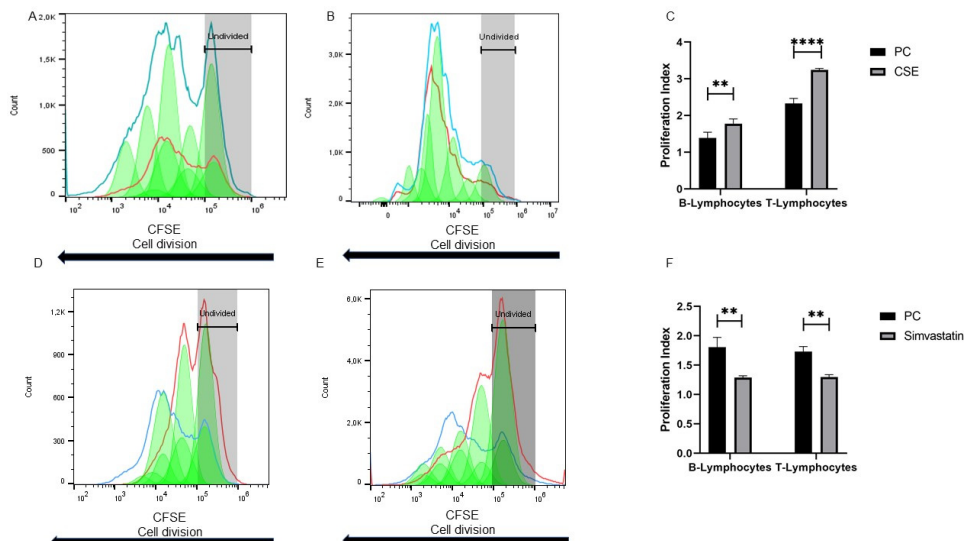 A
2,0K
1,5K
1,0K
500
0
Count
Undivided
10^2
10^3
10^4
10^5
10^6
CFSE
Cell division
B
3,0K
2,0K
1,0K
0
Count
Undivided
0
10^4
10^5
10^6
10^7
CFSE
Cell division
C
Proliferation Index
4
3
2
1
0
**
****
B-Lymphocytes T-Lymphocytes
PC
CSE
D
1,2K
900
600
300
0
Count
Undivided
10^2
10^3
10^4
10^5
10^6
CFSE
Cell division
E
6,0K
4,0K
2,0K
0
Count
Undivided
10^2
10^3
10^4
10^5
10^6
CFSE
Cell division
F
Proliferation Index
2.5
2.0
1.5
1.0
0.5
0.0
**
**
B-Lymphocytes T-Lymphocytes
PC
Simvastatin